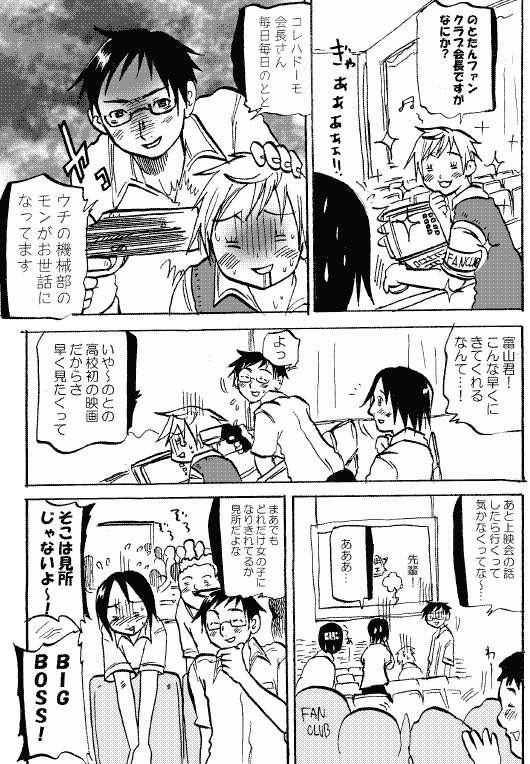 のとたんファン
クラブ会長ですが
なにか?
ぎゃ
ぁぁぁぁぁ!!
FANCLUB
コレハドーモ
会長さん
毎日毎日のとと
ウチの機械部の
モンがお世話に
なってます
富山君!
こんな早くに
きてくれる
なんて…!
よっ
いや〜のとの
高校初の映画
だからさ
早く見たくって
あと上映会の話
したら行くって
気かなくってな〜
先輩!
あああ…
FAN
CLUB
まあでも
どれだけ女の子に
なりきれてるか
見所だよな
そこは見所
じゃないよ〜!
BIG
BOSS!